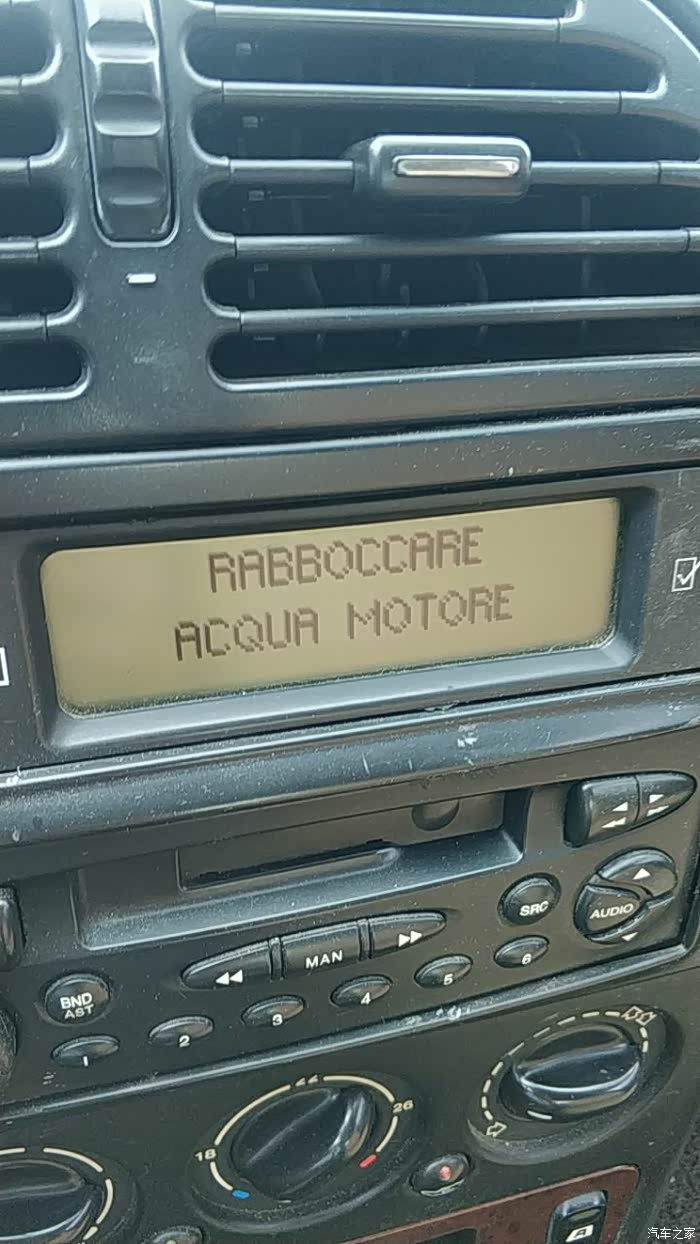 RABBOCCARE
ACQUA MOTORE
SRC
AUDIO
MAN
BND
AST
1
2
3
4
5
6
18
26
A
汽车之家